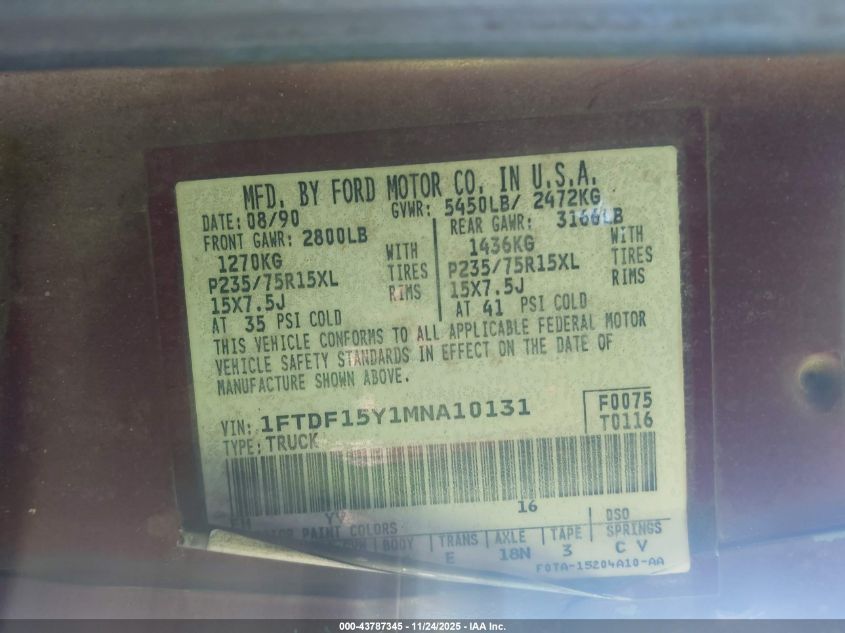 MFD. BY FORD MOTOR CO. IN U.S.A.
DATE: 08/90 GVWR: 5450LB/ 2472KG
FRONT GAWR: 2800LB REAR GAWR: 3166LB
1270KG WITH 1436KG WITH
P235/75R15XL TIRES P235/75R15XL TIRES
15X7.5J RIMS 15X7.5J RIMS
AT 35 PSI COLD AT 41 PSI COLD
THIS VEHICLE CONFORMS TO ALL APPLICABLE FEDERAL MOTOR
VEHICLE SAFETY STANDARDS IN EFFECT ON THE DATE OF
MANUFACTURE SHOWN ABOVE.
VIN: 1FTDF15Y1MNA10131 F0075
TYPE: TRUCK T0116
16
PAINT COLORS DSO
BODY TRANS AXLE TAPE SPRINGS
E 18N 3 C V
F0TA-15204A10-AA
000-43787345 - 11/24/2025 - IAA Inc.